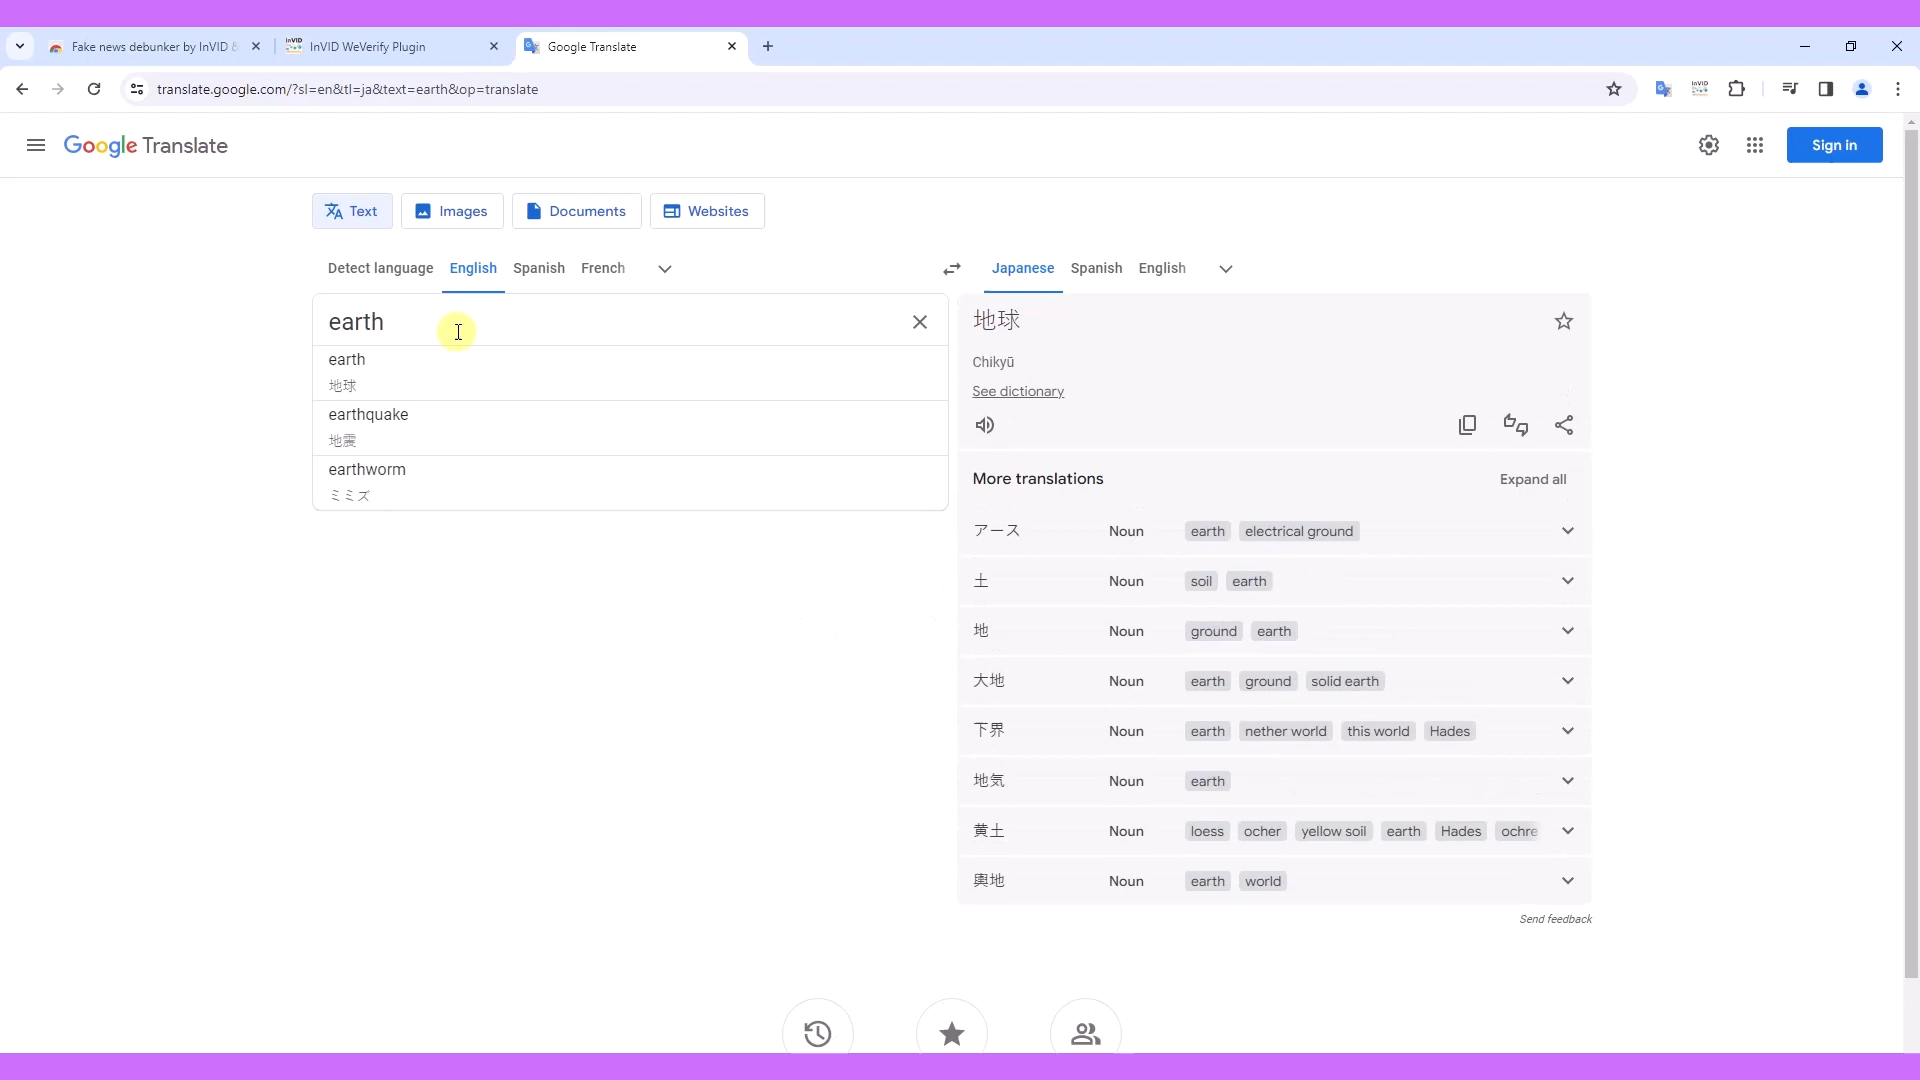 Fake news debunker by InVID &
InVID WeVerify Plugin
Google Translate
translate.google.com/?sl=en&tl=ja&text=earth&op=translate
InVID
Google Translate
Sign in
Text
Images
Documents
Websites
Detect language
English
Spanish
French
Japanese
Spanish
English
earth
earth
地球
earthquake
地震
earthworm
ミミズ
地球
Chikyū
See dictionary
More translations
Expand all
アース Noun earth electrical ground
土 Noun soil earth
地 Noun ground earth
大地 Noun earth ground solid earth
下界 Noun earth nether world this world Hades
地気 Noun earth
黄土 Noun loess ocher yellow soil earth Hades ochre
輿地 Noun earth world
Send feedback